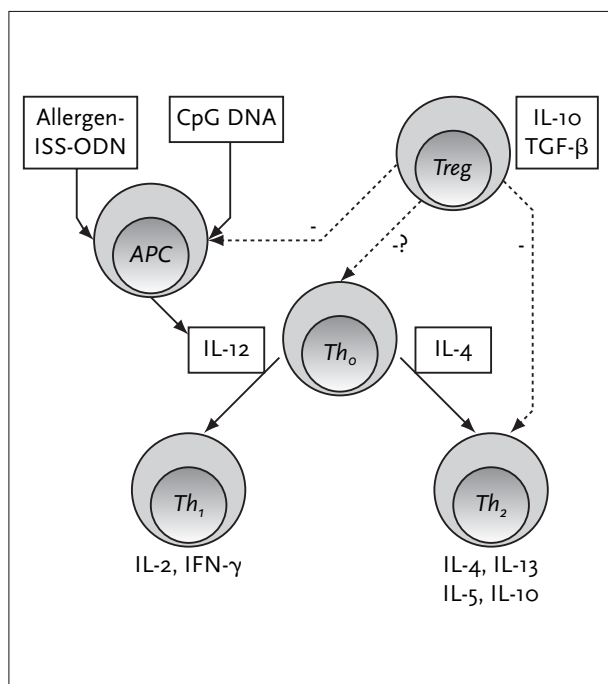 Allergen-
ISS-ODN
CpG DNA
IL-10
TGF-β
Treg
-
APC
-?
-
IL-12
Th₀
IL-4
Th₁
Th₂
IL-2, IFN-γ
IL-4, IL-13
IL-5, IL-10